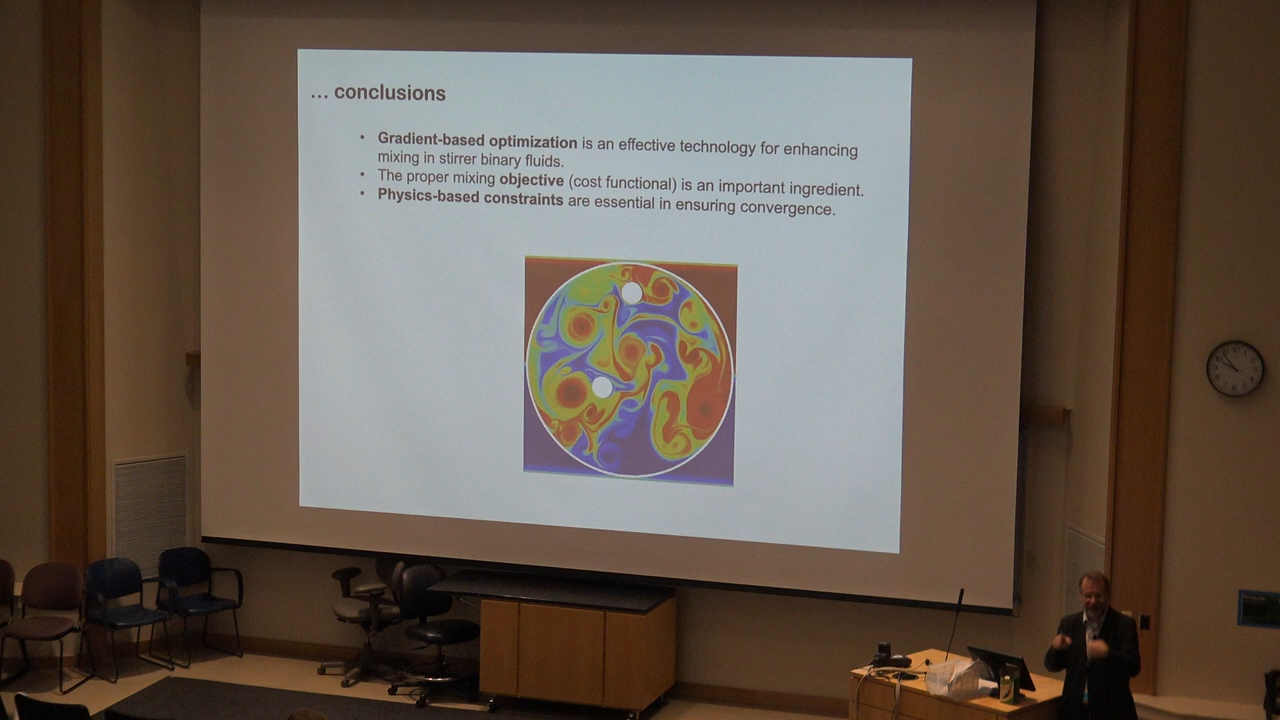 ... conclusions
• Gradient-based optimization is an effective technology for enhancing
mixing in stirrer binary fluids.
• The proper mixing objective (cost functional) is an important ingredient.
• Physics-based constraints are essential in ensuring convergence.